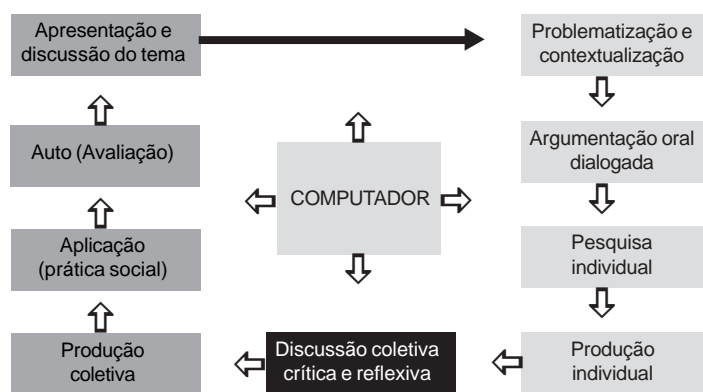 Apresentação e
discussão do tema
Problematização e
contextualização
Auto (Avaliação)
Argumentação oral
dialogada
COMPUTADOR
Aplicação
(prática social)
Pesquisa
individual
Produção
coletiva
Discussão coletiva
crítica e reflexiva
Produção
individual